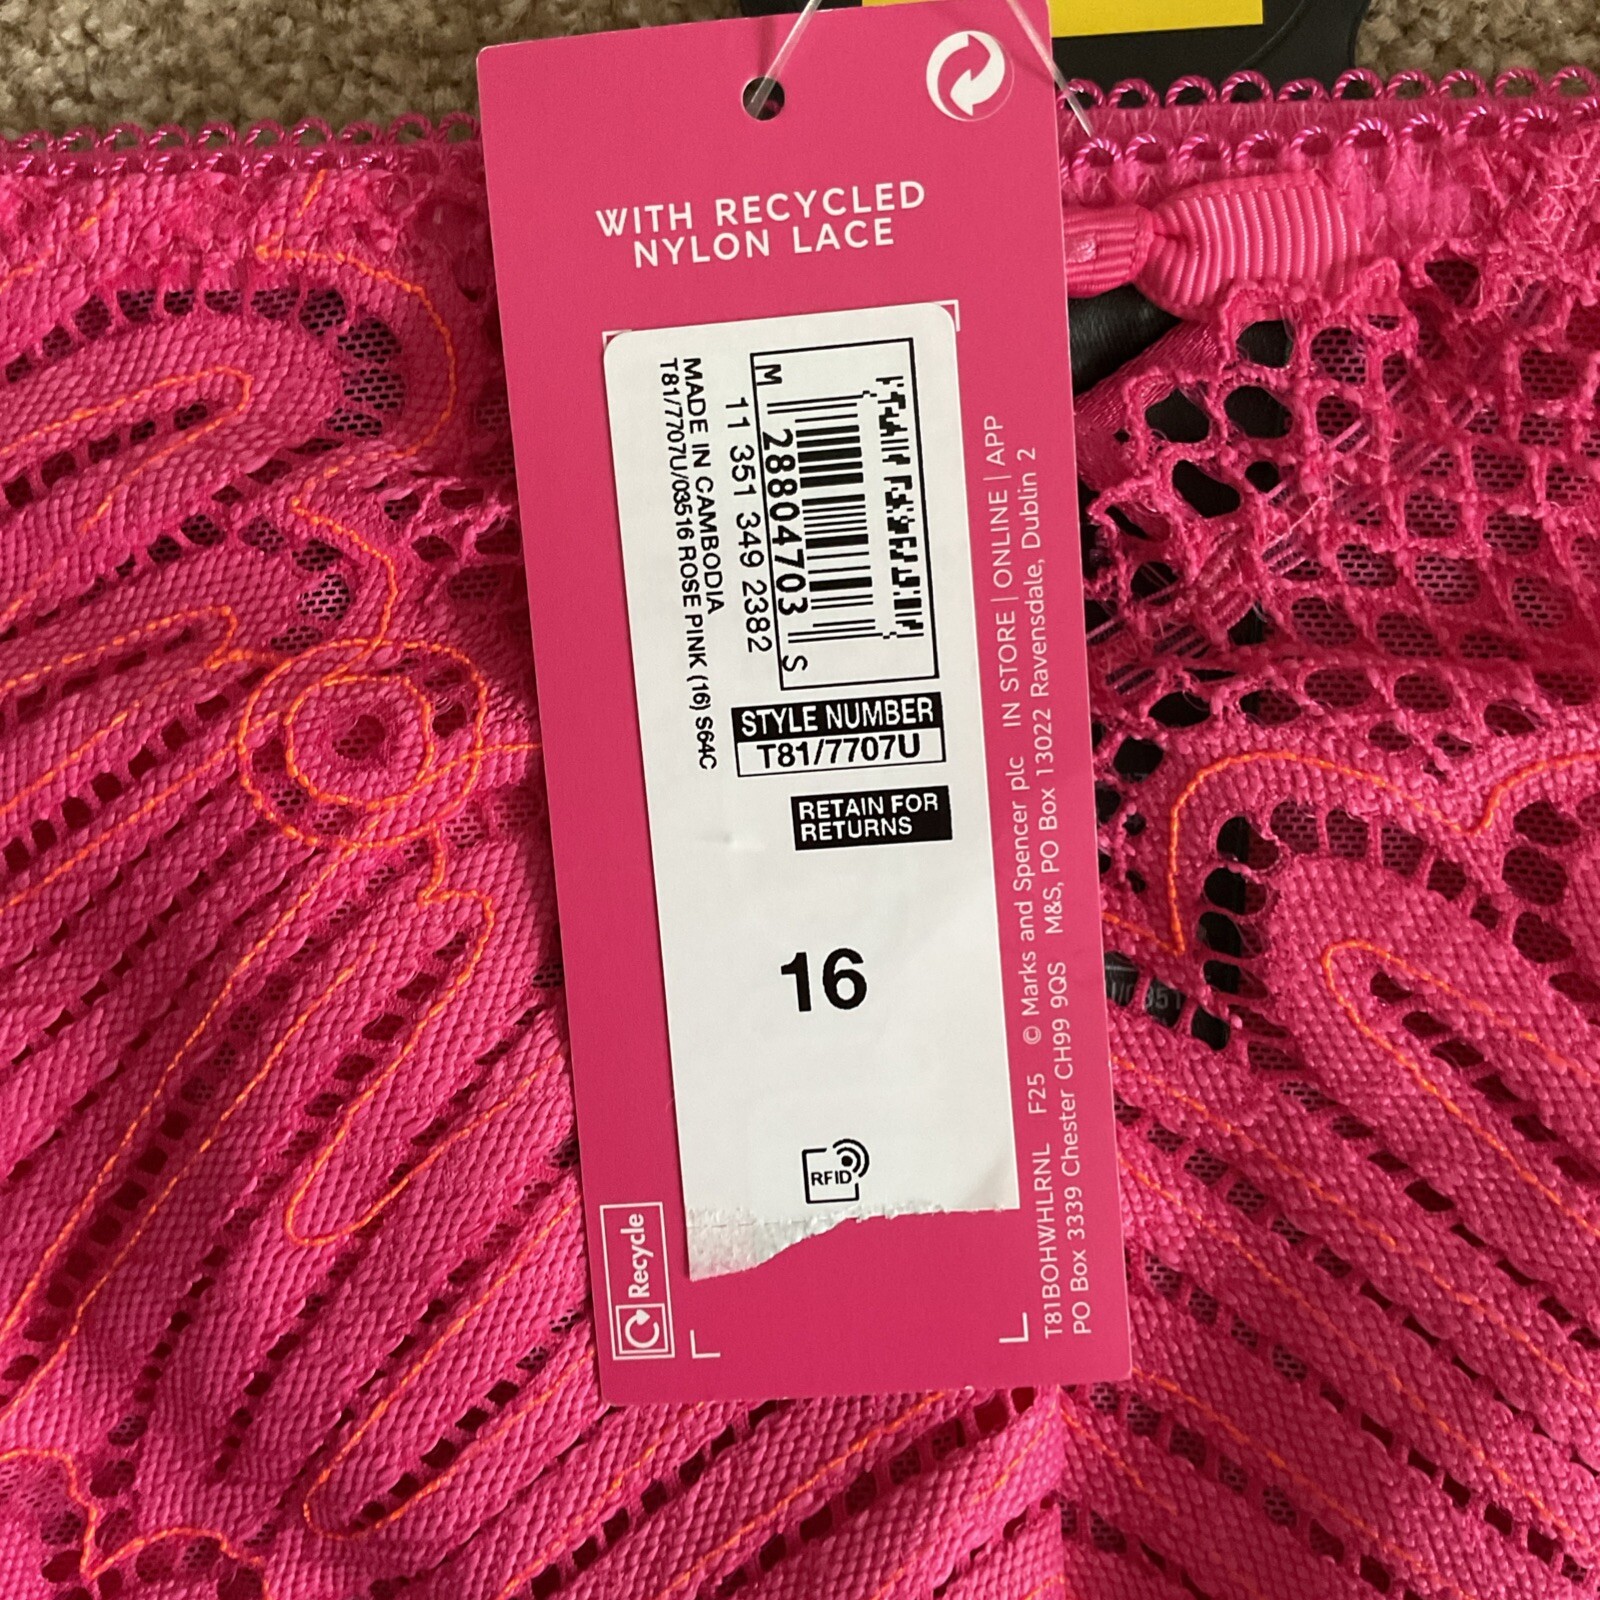 WITH RECYCLED
NYLON LACE
M 28804703 S
11 351 349 2382
MADE IN CAMBODIA
T81/7707U/03516 ROSE PINK (16) S64C
STYLE NUMBER
T81/7707U
RETAIN FOR
RETURNS
16
RFID
Recycle
T81BOHWHLRNL F25 © Marks and Spencer plc IN STORE | ONLINE | APP
PO Box 3339 Chester CH99 9QS M&S, PO Box 13022 Ravensdale, Dublin 2